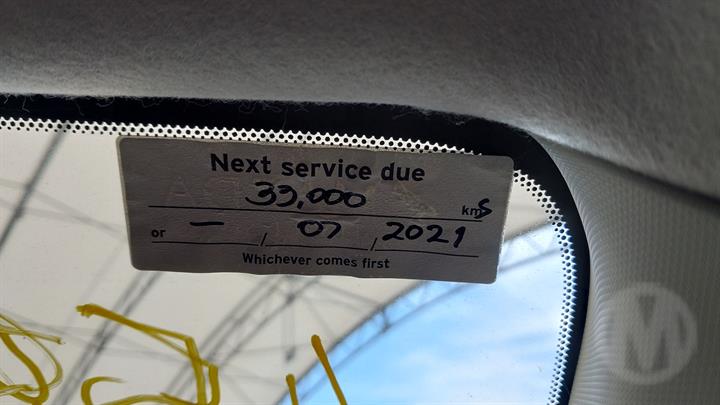 Next service due
33,000 kms
or - / 07 / 2021
Whichever comes first